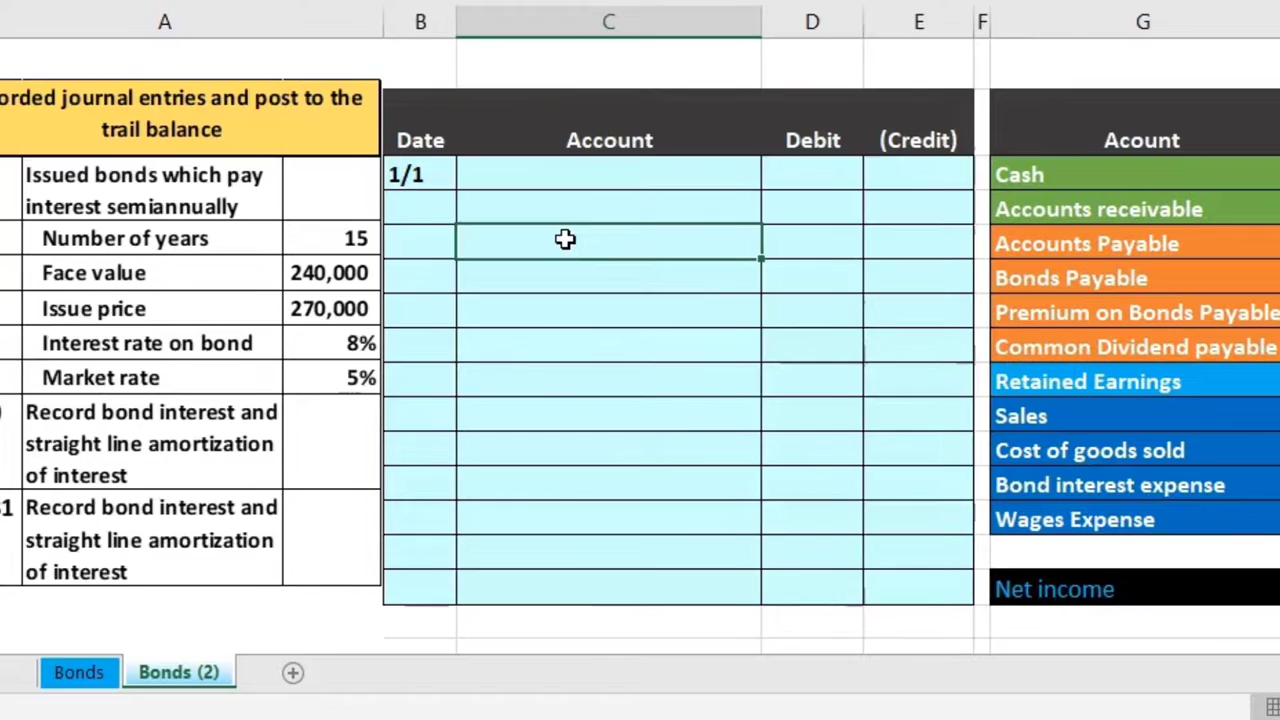 A B C D E F G
orded journal entries and post to the
trail balance
Issued bonds which pay
interest semiannually
Number of years 15
Face value 240,000
Issue price 270,000
Interest rate on bond 8%
Market rate 5%
Record bond interest and
straight line amortization
of interest
31 Record bond interest and
straight line amortization
of interest
Date Account Debit (Credit)
1/1
Acount
Cash
Accounts receivable
Accounts Payable
Bonds Payable
Premium on Bonds Payable
Common Dividend payable
Retained Earnings
Sales
Cost of goods sold
Bond interest expense
Wages Expense
Net income
Bonds Bonds (2)